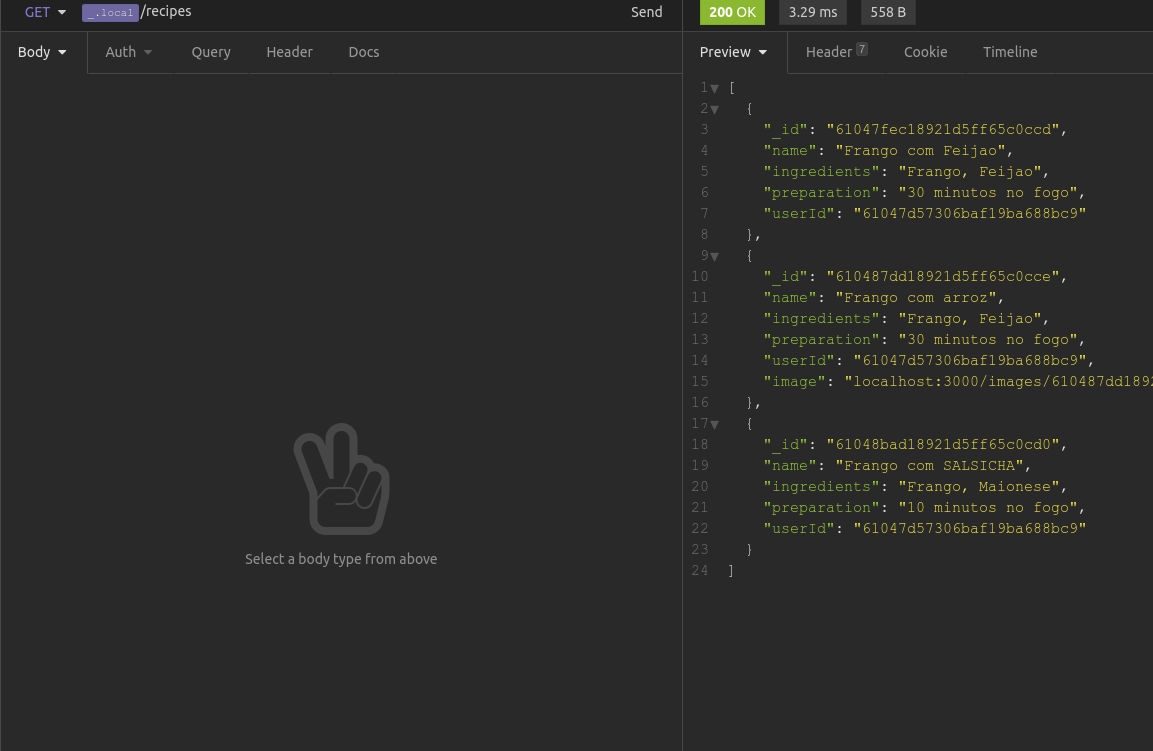 GET _.local /recipes Send
200 OK 3.29 ms 558 B
Body Auth Query Header Docs
Preview Header 7 Cookie Timeline
Select a body type from above
1 [
2 {
3 "_id": "61047fec18921d5ff65c0ccd",
4 "name": "Frango com Feijao",
5 "ingredients": "Frango, Feijao",
6 "preparation": "30 minutos no fogo",
7 "userId": "61047d57306baf19ba688bc9"
8 },
9 {
10 "_id": "610487dd18921d5ff65c0cce",
11 "name": "Frango com arroz",
12 "ingredients": "Frango, Feijao",
13 "preparation": "30 minutos no fogo",
14 "userId": "61047d57306baf19ba688bc9",
15 "image": "localhost:3000/images/610487dd1892
16 },
17 {
18 "_id": "61048bad18921d5ff65c0cd0",
19 "name": "Frango com SALSICHA",
20 "ingredients": "Frango, Maionese",
21 "preparation": "10 minutos no fogo",
22 "userId": "61047d57306baf19ba688bc9"
23 }
24 ]